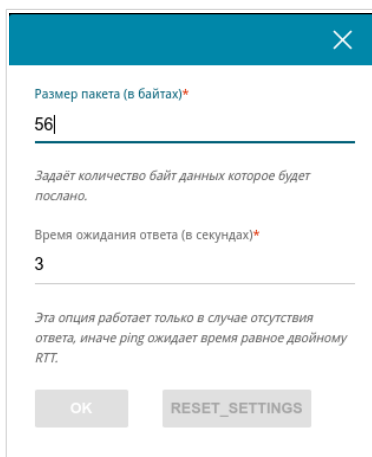 Размер пакета (в байтах)*
56
Задаёт количество байт данных которое будет
послано.
Время ожидания ответа (в секундах)*
3
Эта опция работает только в случае отсутствия
ответа, иначе ping ожидает время равное двойному
RTT.
OK
RESET_SETTINGS